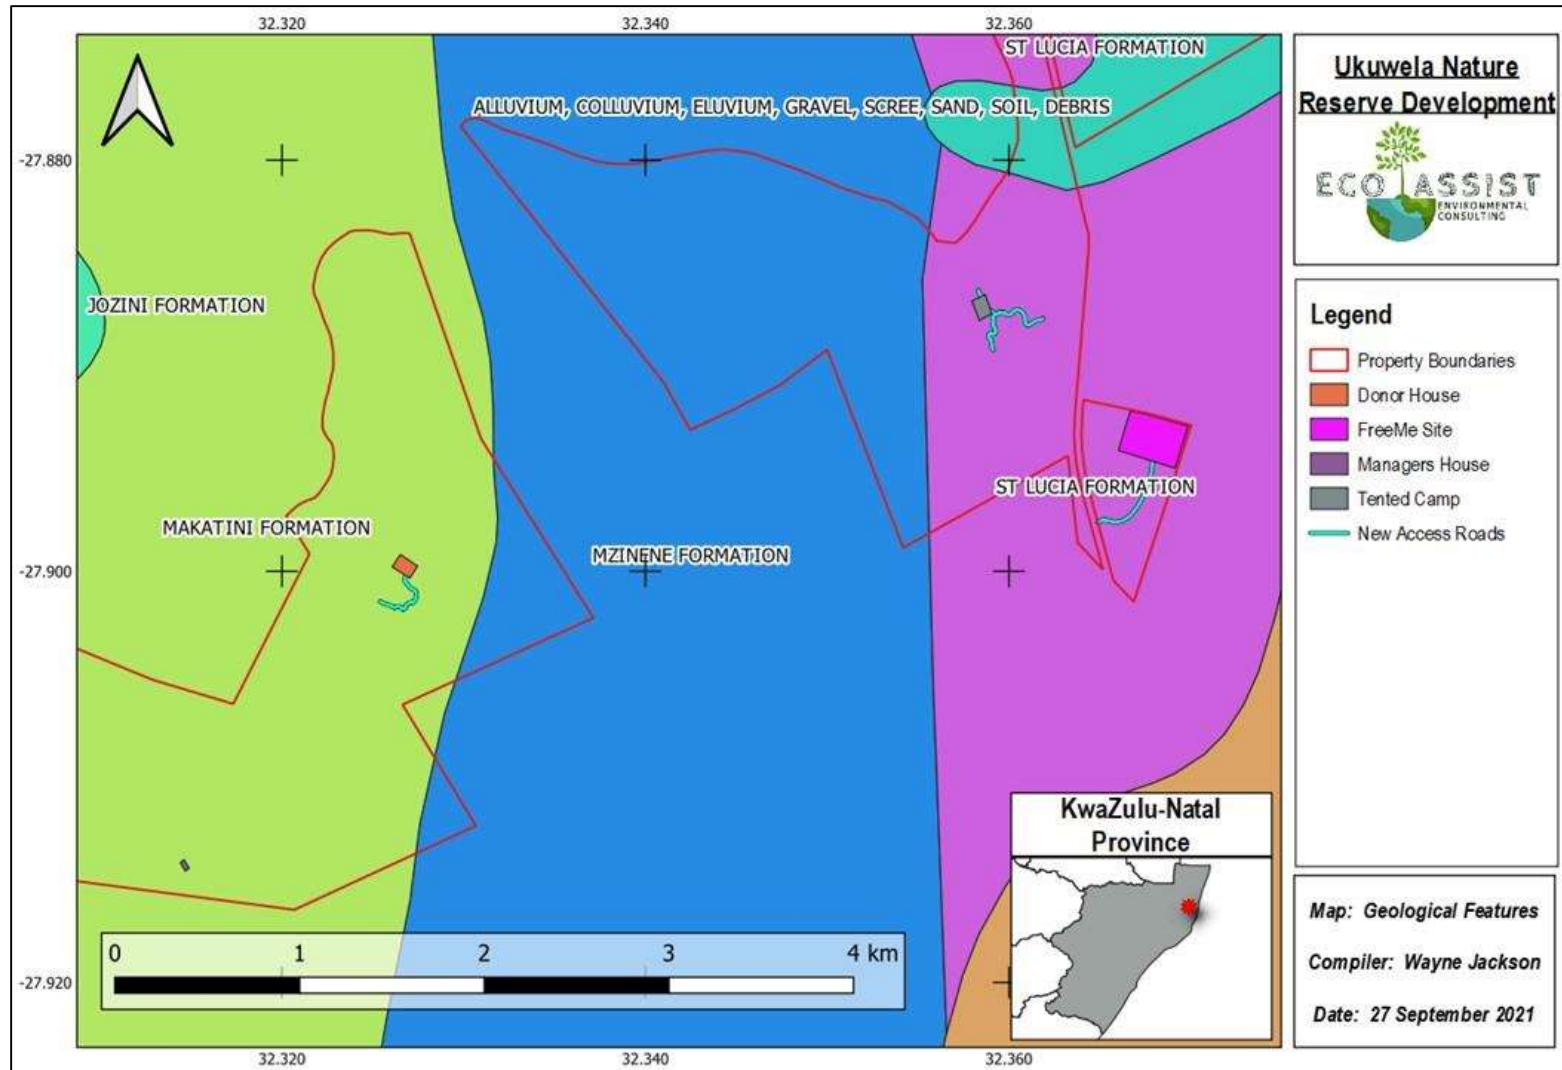 32.320
32.340
32.360
ST LUCIA FORMATION
ALLUVIUM, COLLUVIUM, ELUVIUM, GRAVEL, SCREE, SAND, SOIL, DEBRIS
-27.880
JOZINI FORMATION
ST LUCIA FORMATION
MAKATINI FORMATION
MZINENE FORMATION
-27.900
0 1 2 3 4 km
-27.920
32.320
32.340
32.360
KwaZulu-Natal
Province
Ukuwela Nature
Reserve Development
ECO ASSIST
ENVIRONMENTAL
CONSULTING
Legend
Property Boundaries
Donor House
FreeMe Site
Managers House
Tented Camp
New Access Roads
Map: Geological Features
Compiler: Wayne Jackson
Date: 27 September 2021